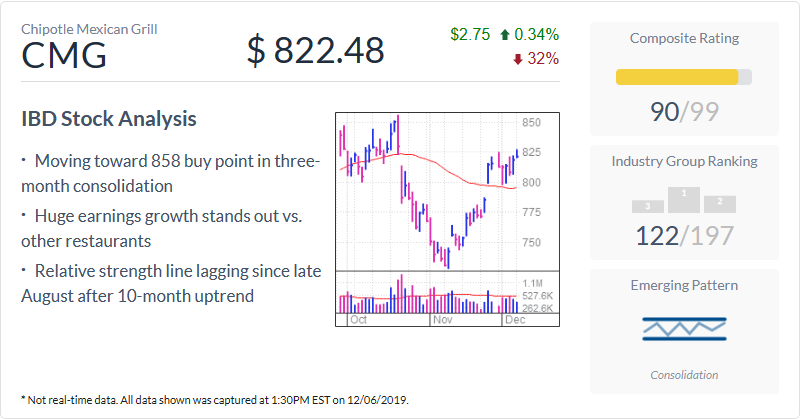 Chipotle Mexican Grill
CMG
$ 822.48
$2.75 0.34%
32%
IBD Stock Analysis
· Moving toward 858 buy point in three-
month consolidation
· Huge earnings growth stands out vs.
other restaurants
· Relative strength line lagging since late
August after 10-month uptrend
850
825
800
775
750
1.1M
527.6K
262.6K
Oct Nov Dec
Composite Rating
90/99
Industry Group Ranking
3 1 2
122/197
Emerging Pattern
Consolidation
* Not real-time data. All data shown was captured at 1:30PM EST on 12/06/2019.